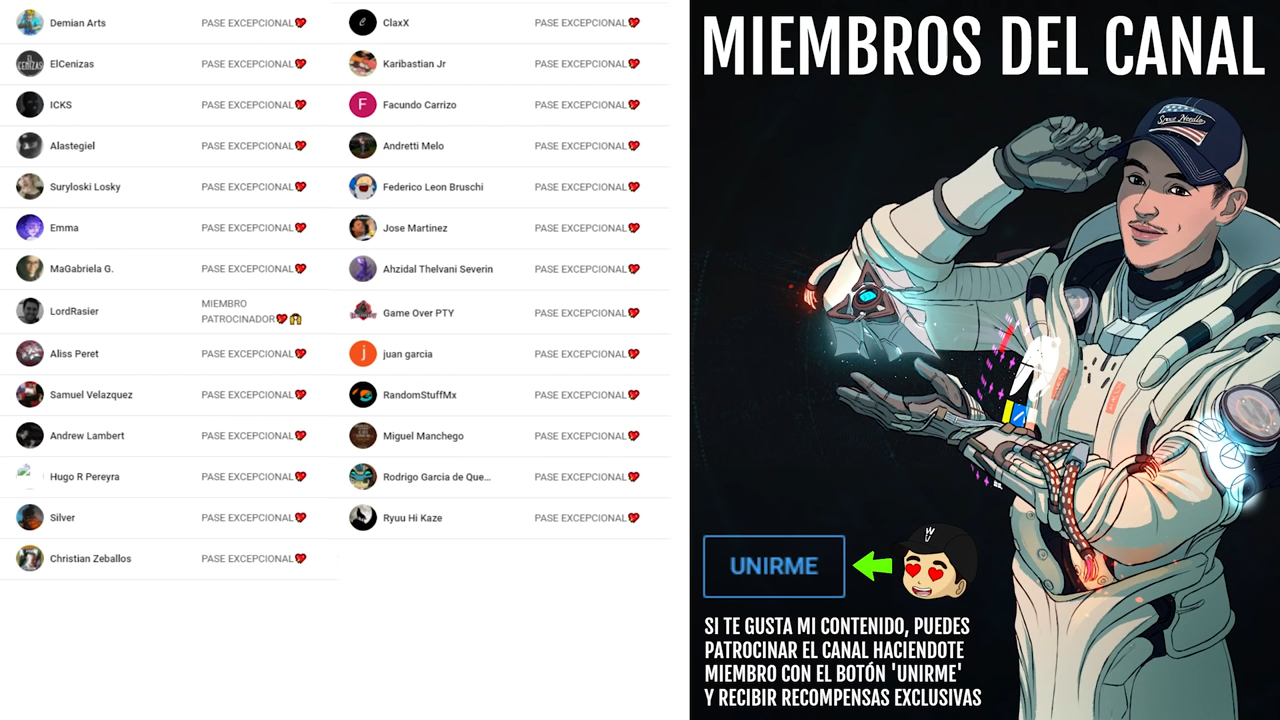 Demian Arts PASE EXCEPCIONAL
ElCenizas PASE EXCEPCIONAL
ICKS PASE EXCEPCIONAL
Alastegiel PASE EXCEPCIONAL
Suryloski Losky PASE EXCEPCIONAL
Emma PASE EXCEPCIONAL
MaGabriela G. PASE EXCEPCIONAL
LordRasier MIEMBRO
PATROCINADOR
Aliss Peret PASE EXCEPCIONAL
Samuel Velazquez PASE EXCEPCIONAL
Andrew Lambert PASE EXCEPCIONAL
Hugo R Pereyra PASE EXCEPCIONAL
Silver PASE EXCEPCIONAL
Christian Zeballos PASE EXCEPCIONAL
ClaxX PASE EXCEPCIONAL
Karibastian Jr PASE EXCEPCIONAL
F Facundo Carrizo PASE EXCEPCIONAL
Andretti Melo PASE EXCEPCIONAL
Federico Leon Bruschi PASE EXCEPCIONAL
Jose Martinez PASE EXCEPCIONAL
Ahzidal Thelvani Severin PASE EXCEPCIONAL
Game Over PTY PASE EXCEPCIONAL
j juan garcia PASE EXCEPCIONAL
RandomStuffMx PASE EXCEPCIONAL
Miguel Manchego PASE EXCEPCIONAL
Rodrigo Garcia de Que... PASE EXCEPCIONAL
Ryuu Hi Kaze PASE EXCEPCIONAL
MIEMBROS DEL CANAL
Space Needle
UNIRME
SI TE GUSTA MI CONTENIDO, PUEDES
PATROCINAR EL CANAL HACIENDOTE
MIEMBRO CON EL BOTÓN 'UNIRME'
Y RECIBIR RECOMPENSAS EXCLUSIVAS